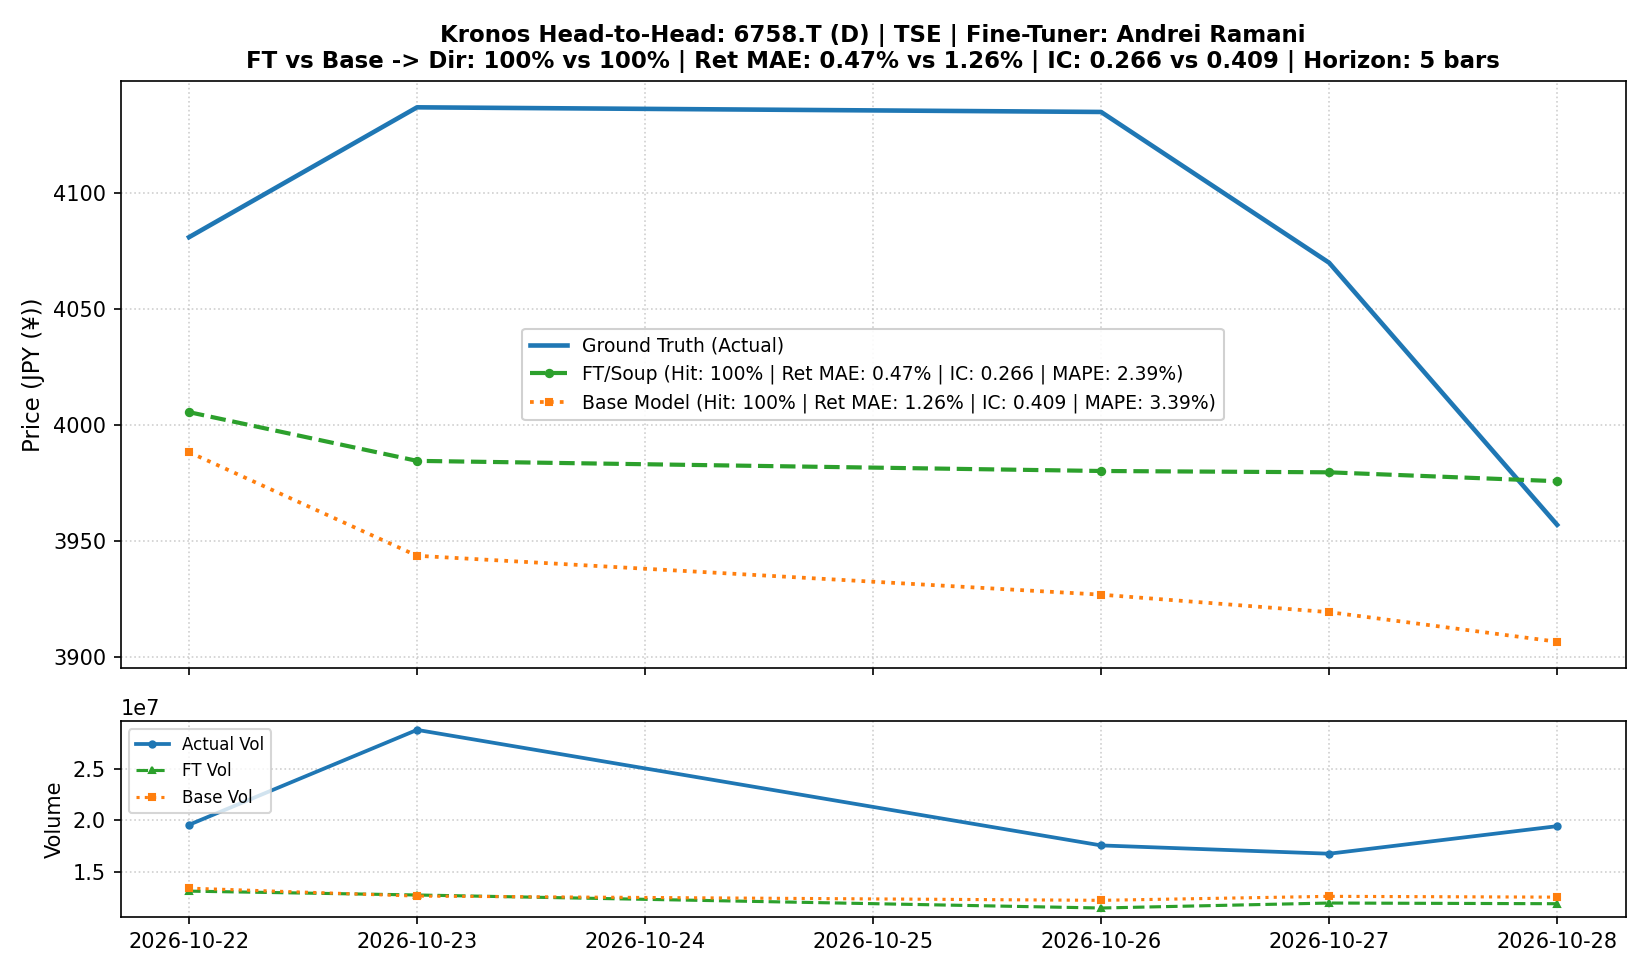 Kronos Head-to-Head: 6758.T (D) | TSE | Fine-Tuner: Andrei Ramani
FT vs Base -> Dir: 100% vs 100% | Ret MAE: 0.47% vs 1.26% | IC: 0.266 vs 0.409 | Horizon: 5 bars
Price (JPY (¥))
4100
4050
4000
3950
3900
Ground Truth (Actual)
FT/Soup (Hit: 100% | Ret MAE: 0.47% | IC: 0.266 | MAPE: 2.39%)
Base Model (Hit: 100% | Ret MAE: 1.26% | IC: 0.409 | MAPE: 3.39%)
1e7
Volume
2.5
2.0
1.5
Actual Vol
FT Vol
Base Vol
2026-10-22
2026-10-23
2026-10-24
2026-10-25
2026-10-26
2026-10-27
2026-10-28